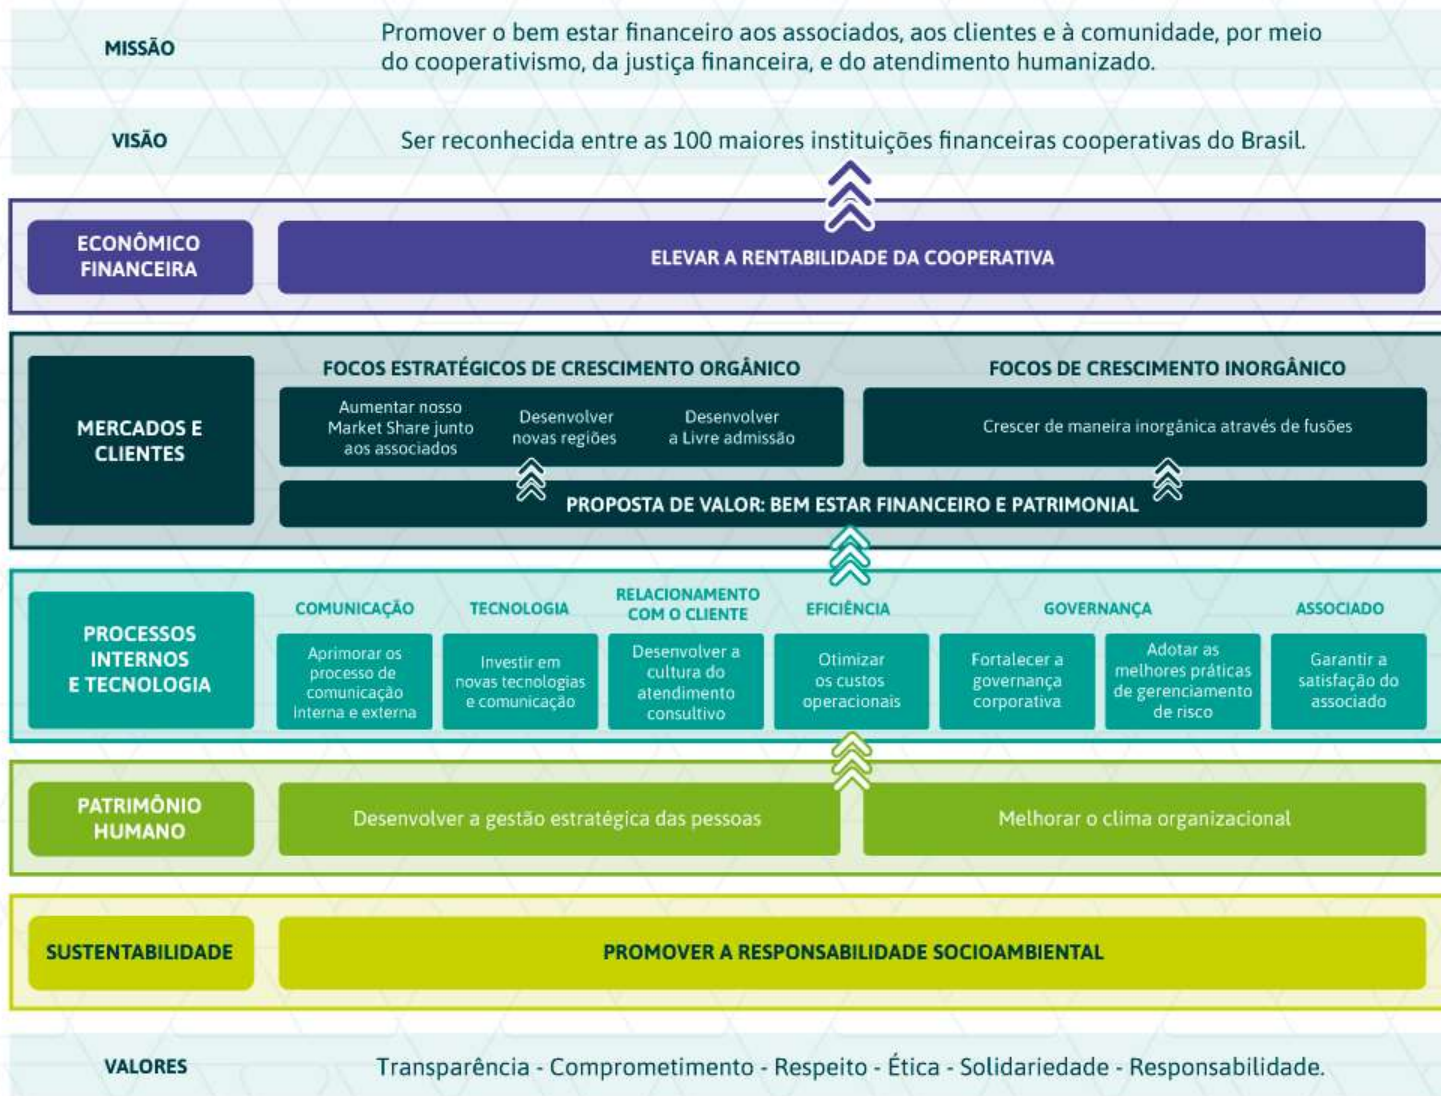 MISSÃO
Promover o bem estar financeiro aos associados, aos clientes e à comunidade, por meio
do cooperativismo, da justiça financeira, e do atendimento humanizado.
VISÃO
Ser reconhecida entre as 100 maiores instituições financeiras cooperativas do Brasil.
ECONÔMICO
FINANCEIRA
ELEVAR A RENTABILIDADE DA COOPERATIVA
MERCADOS E
CLIENTES
FOCOS ESTRATÉGICOS DE CRESCIMENTO ORGÂNICO
Aumentar nosso
Market Share junto
aos associados
Desenvolver
novas regiões
Desenvolver
a Livre admissão
FOCOS DE CRESCIMENTO INORGÂNICO
Crescer de maneira inorgânica através de fusões
PROPOSTA DE VALOR: BEM ESTAR FINANCEIRO E PATRIMONIAL
PROCESSOS
INTERNOS
E TECNOLOGIA
COMUNICAÇÃO
Aprimorar os
processo de
comunicação
interna e externa
TECNOLOGIA
Investir em
novas tecnologias
e comunicação
RELACIONAMENTO
COM O CLIENTE
Desenvolver a
cultura do
atendimento
consultivo
EFICIÊNCIA
Otimizar
os custos
operacionais
GOVERNANÇA
Fortalecer a
governança
corporativa
Adotar as
melhores práticas
de gerenciamento
de risco
ASSOCIADO
Garantir a
satisfação do
associado
PATRIMÔNIO
HUMANO
Desenvolver a gestão estratégica das pessoas
Melhorar o clima organizacional
SUSTENTABILIDADE
PROMOVER A RESPONSABILIDADE SOCIOAMBIENTAL
VALORES
Transparência - Comprometimento - Respeito - Ética - Solidariedade - Responsabilidade.